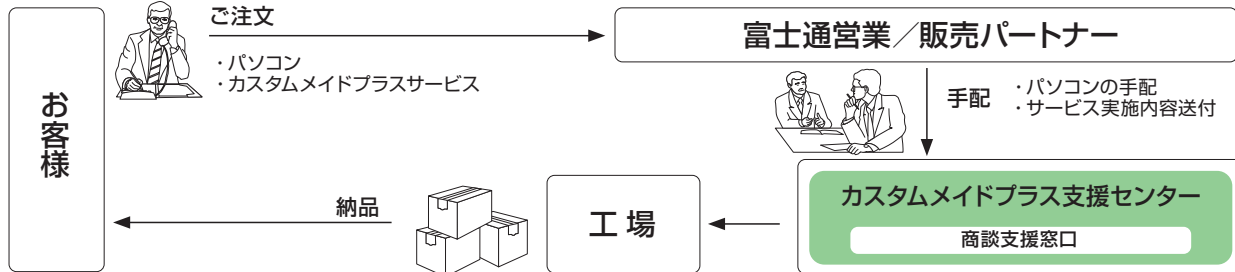 お客様
ご注文
・パソコン
・カスタムメイドプラスサービス
富士通営業／販売パートナー
手配
・パソコンの手配
・サービス実施内容送付
カスタムメイドプラス支援センター
商談支援窓口
工場
納品